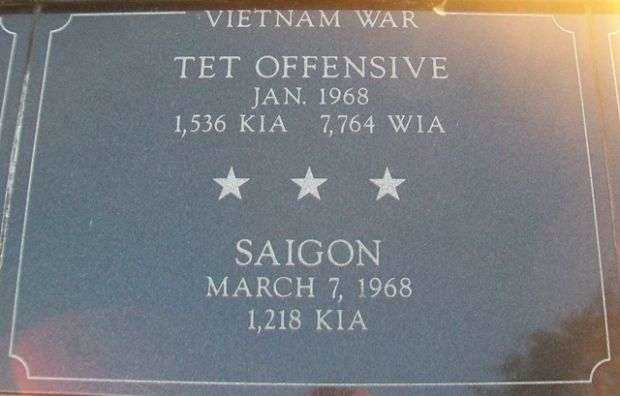 VIETNAM WAR
TET OFFENSIVE
JAN. 1968
1,536 KIA 7,764 WIA
SAIGON
MARCH 7, 1968
1,218 KIA